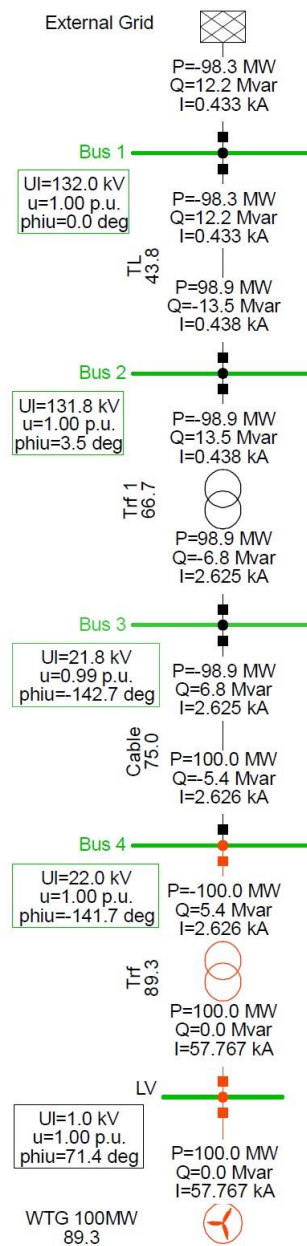 External Grid
P=-98.3 MW
Q=12.2 Mvar
I=0.433 kA
Bus 1
Ul=132.0 kV
u=1.00 p.u.
phiu=0.0 deg
P=-98.3 MW
Q=12.2 Mvar
I=0.433 kA
TL
43.8
P=98.9 MW
Q=-13.5 Mvar
I=0.438 kA
Bus 2
Ul=131.8 kV
u=1.00 p.u.
phiu=3.5 deg
P=-98.9 MW
Q=13.5 Mvar
I=0.438 kA
Trf 1
66.7
P=98.9 MW
Q=-6.8 Mvar
I=2.625 kA
Bus 3
Ul=21.8 kV
u=0.99 p.u.
phiu=-142.7 deg
P=-98.9 MW
Q=6.8 Mvar
I=2.625 kA
Cable
75.0
P=100.0 MW
Q=-5.4 Mvar
I=2.626 kA
Bus 4
Ul=22.0 kV
u=1.00 p.u.
phiu=-141.7 deg
P=-100.0 MW
Q=5.4 Mvar
I=2.626 kA
Trf
89.3
P=100.0 MW
Q=0.0 Mvar
I=57.767 kA
LV
Ul=1.0 kV
u=1.00 p.u.
phiu=71.4 deg
P=100.0 MW
Q=0.0 Mvar
I=57.767 kA
WTG 100MW
89.3